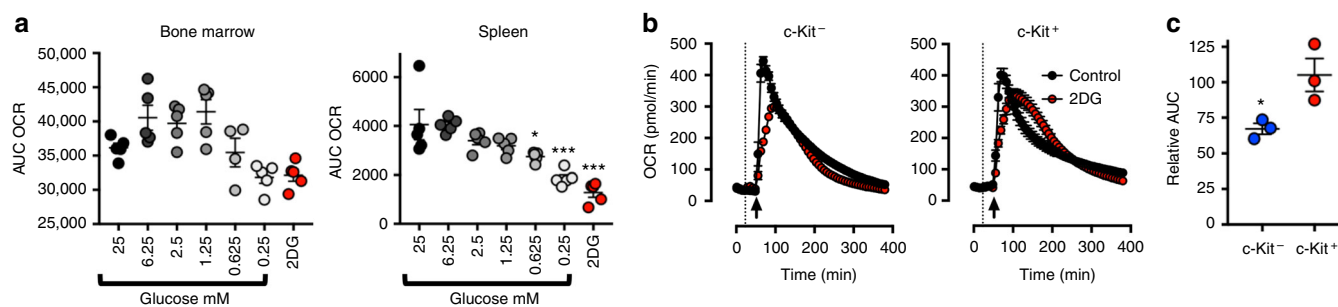 a
Bone marrow
AUC OCR
50,000
45,000
40,000
35,000
30,000
25,000
25
6.25
2.5
1.25
0.625
0.25
2DG
Glucose mM
Spleen
AUC OCR
6000
4000
2000
0
*
***
***
25
6.25
2.5
1.25
0.625
0.25
2DG
Glucose mM
b
c-Kit⁻
OCR (pmol/min)
500
400
300
200
100
0
0
100
200
300
400
Time (min)
c-Kit⁺
500
400
300
200
100
0
Control
2DG
0
100
200
300
400
Time (min)
c
Relative AUC
125
100
75
50
25
0
*
c-Kit⁻
c-Kit⁺